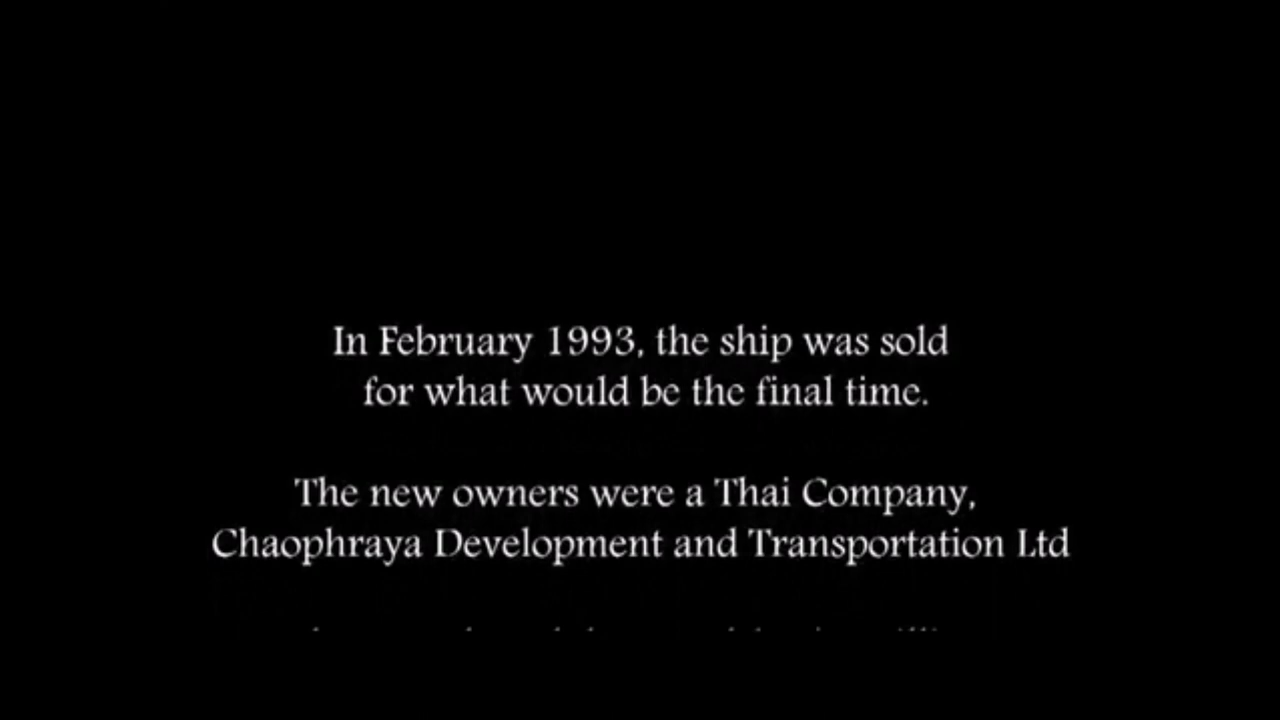 In February 1993, the ship was sold
for what would be the final time.
The new owners were a Thai Company,
Chaophraya Development and Transportation Ltd